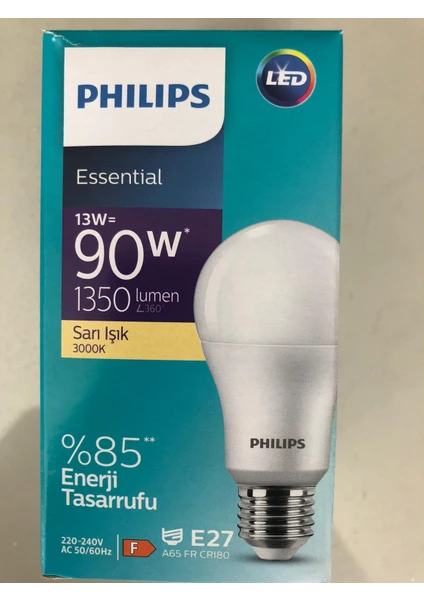 PHILIPS
LED
Essential
13W=
90W*
1350 lumen
∠360°
Sarı Işık
3000K
%85**
Enerji
Tasarrufu
PHILIPS
220-240V
AC 50/60Hz
F
E27
A65 FR CRI80